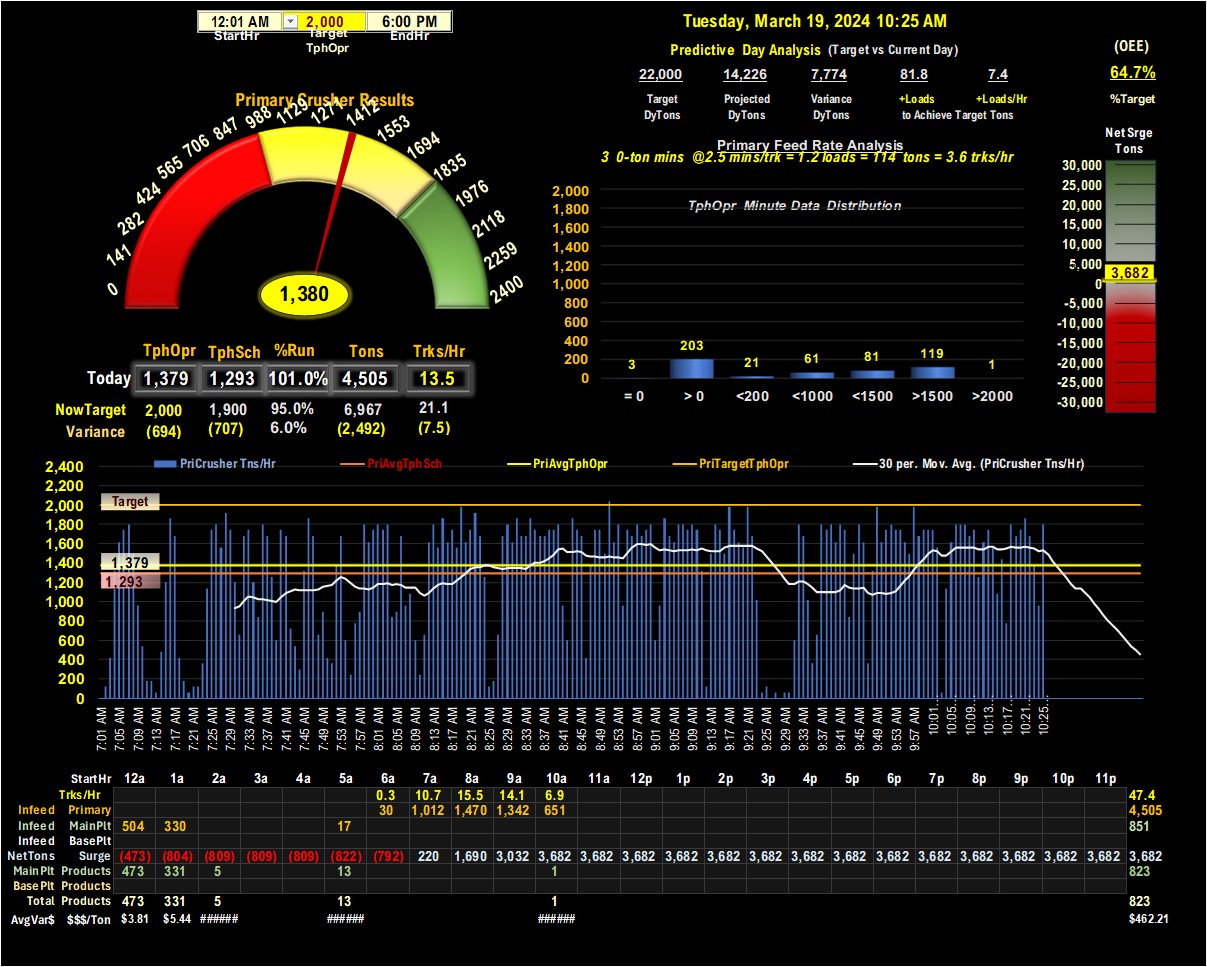 12:01 AM 2,000 6:00 PM
StartHr Target EndHr
TphOpr
Tuesday, March 19, 2024 10:25 AM
Predictive Day Analysis (Target vs Current Day)
22,000 14,226 7,774 81.8 7.4
Target Projected Variance +Loads +Loads/Hr
DyTons DyTons DyTons to Achieve Target Tons
(OEE)
64.7%
%Target
Primary Crusher Results
0 141 282 424 565 706 847 988 1129 1271 1412 1553 1694 1835 1976 2118 2259 2400
1,380
Primary Feed Rate Analysis
3 0-ton mins @2.5 mins/trk = 1.2 loads = 114 tons = 3.6 trks/hr
TphOpr Minute Data Distribution
2,000
1,800
1,600
1,400
1,200
1,000
800
600
400
200
0
3 203 21 61 81 119 1
= 0 > 0 <200 <1000 <1500 >1500 >2000
Net Srge
Tons
30,000
25,000
20,000
15,000
10,000
5,000
3,682
0
-5,000
-10,000
-15,000
-20,000
-25,000
-30,000
TphOpr TphSch %Run Tons Trks/Hr
Today 1,379 1,293 101.0% 4,505 13.5
NowTarget 2,000 1,900 95.0% 6,967 21.1
Variance (694) (707) 6.0% (2,492) (7.5)
PriCrusher Tns/Hr PriAvgTphSch PriAvgTphOpr PriTargetTphOpr 30 per. Mov. Avg. (PriCrusher Tns/Hr)
2,400
2,200
2,000
1,800
1,600
1,400
1,200
1,000
800
600
400
200
0
Target
1,379
1,293
7:01 AM 7:05 AM 7:09 AM 7:13 AM 7:17 AM 7:21 AM 7:25 AM 7:29 AM 7:33 AM 7:37 AM 7:41 AM 7:45 AM 7:49 AM 7:53 AM 7:57 AM 8:01 AM 8:05 AM 8:09 AM 8:13 AM 8:17 AM 8:21 AM 8:25 AM 8:29 AM 8:33 AM 8:37 AM 8:41 AM 8:45 AM 8:49 AM 8:53 AM 8:57 AM 9:01 AM 9:05 AM 9:09 AM 9:13 AM 9:17 AM 9:21 AM 9:25 AM 9:29 AM 9:33 AM 9:37 AM 9:41 AM 9:45 AM 9:49 AM 9:53 AM 9:57 AM 10:01... 10:05... 10:09... 10:13... 10:17... 10:21... 10:25...
StartHr 12a 1a 2a 3a 4a 5a 6a 7a 8a 9a 10a 11a 12p 1p 2p 3p 4p 5p 6p 7p 8p 9p 10p 11p
Trks/Hr 0.3 10.7 15.5 14.1 6.9 47.4
Infeed Primary 30 1,012 1,470 1,342 651 4,505
Infeed MainPlt 504 330 17 851
Infeed BasePlt
NetTons Surge (473) (804) (809) (809) (809) (822) (792) 220 1,690 3,032 3,682 3,682 3,682 3,682 3,682 3,682 3,682 3,682 3,682 3,682 3,682 3,682 3,682 3,682 3,682
MainPlt Products 473 331 5 13 1 823
BasePlt Products
Total Products 473 331 5 13 1 823
AvgVar$ $$$/Ton $3.81 $5.44 ###### ###### ###### $462.21